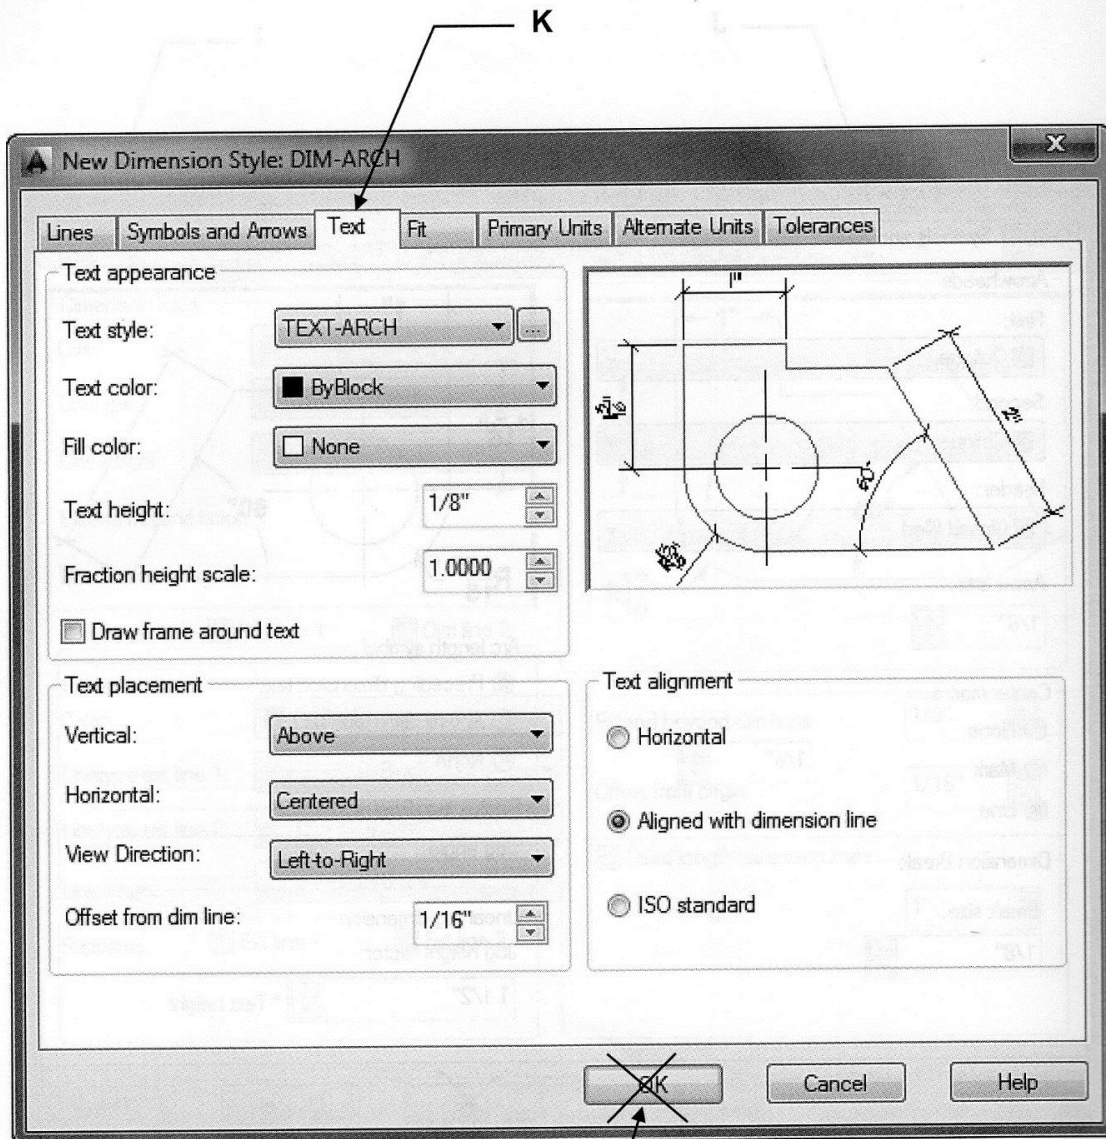 K
New Dimension Style: DIM-ARCH
Lines Symbols and Arrows Text Fit Primary Units Alternate Units Tolerances
Text appearance
Text style: TEXT-ARCH ...
Text color: ByBlock
Fill color: None
Text height: 1/8"
Fraction height scale: 1.0000
Draw frame around text
1"
Text placement
Vertical: Above
Horizontal: Centered
View Direction: Left-to-Right
Offset from dim line: 1/16"
Text alignment
Horizontal
Aligned with dimension line
ISO standard
OK Cancel Help